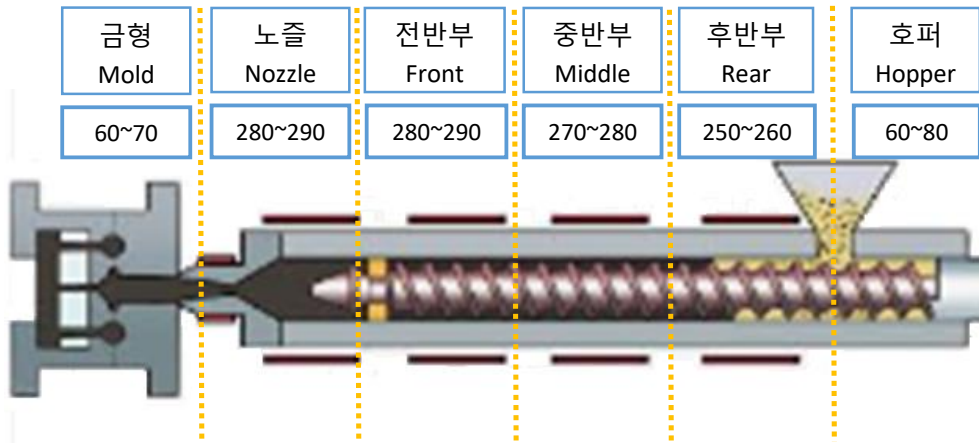 금형
Mold
노즐
Nozzle
전반부
Front
중반부
Middle
후반부
Rear
호퍼
Hopper
60~70
280~290
280~290
270~280
250~260
60~80